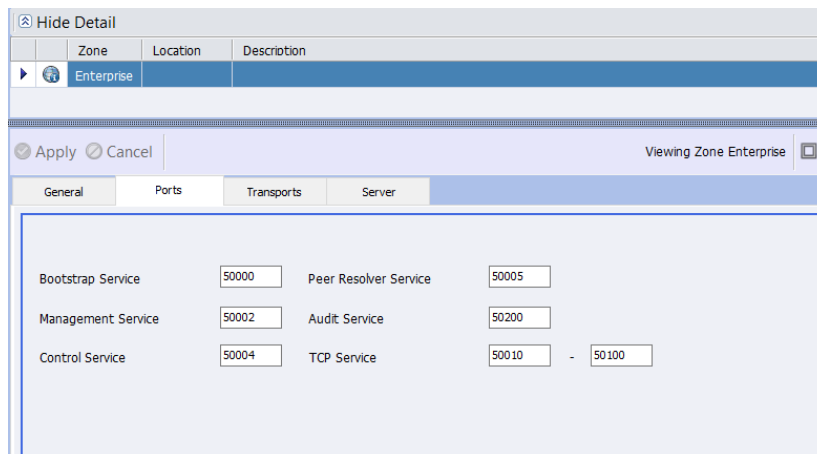 Hide Detail
Zone Location Description
Enterprise
Apply Cancel Viewing Zone Enterprise
General Ports Transports Server
Bootstrap Service 50000 Peer Resolver Service 50005
Management Service 50002 Audit Service 50200
Control Service 50004 TCP Service 50010 - 50100